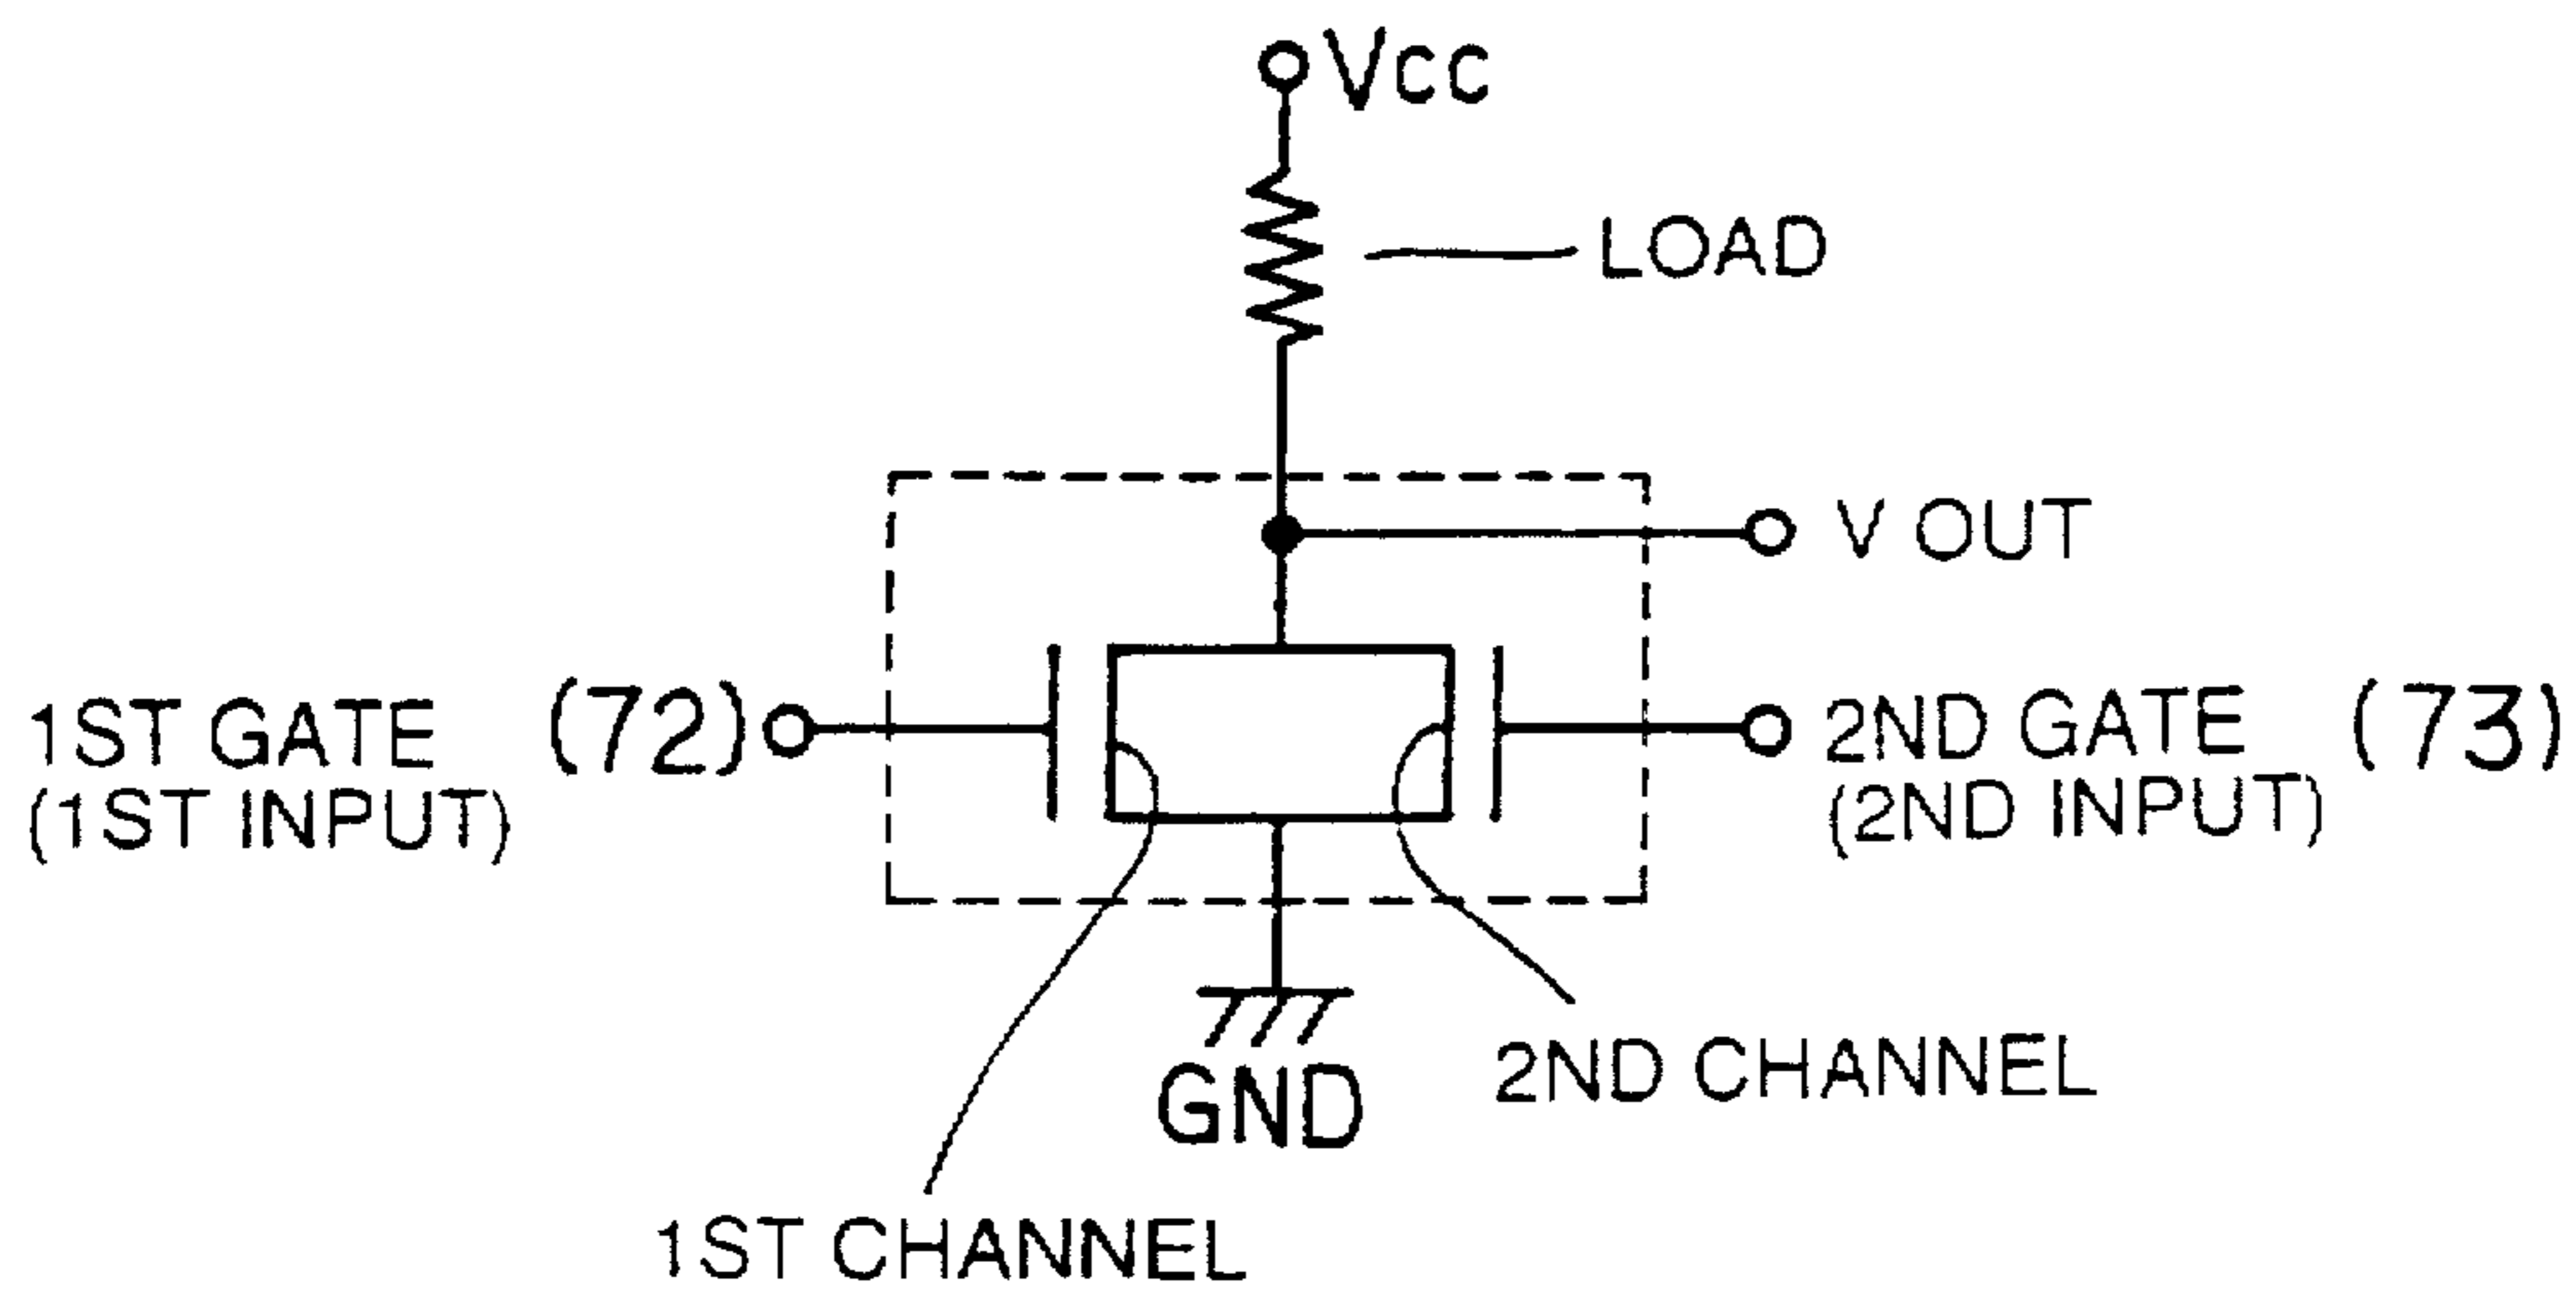 Vcc
LOAD
V OUT
1ST GATE (72)
(1ST INPUT)
2ND GATE (73)
(2ND INPUT)
GND
2ND CHANNEL
1ST CHANNEL